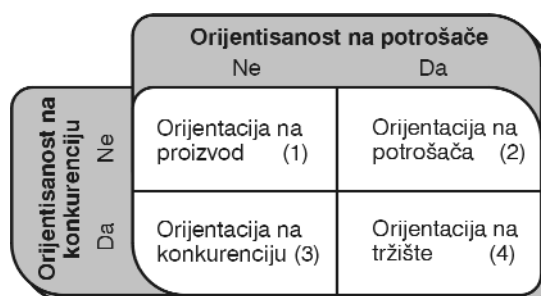 Orijentisanost na potrošače
Ne Da
Orijentisanost na
konkurenciju
Ne
Da
Orijentacija na
proizvod (1)
Orijentacija na
potrošača (2)
Orijentacija na
konkurenciju (3)
Orijentacija na
tržište (4)